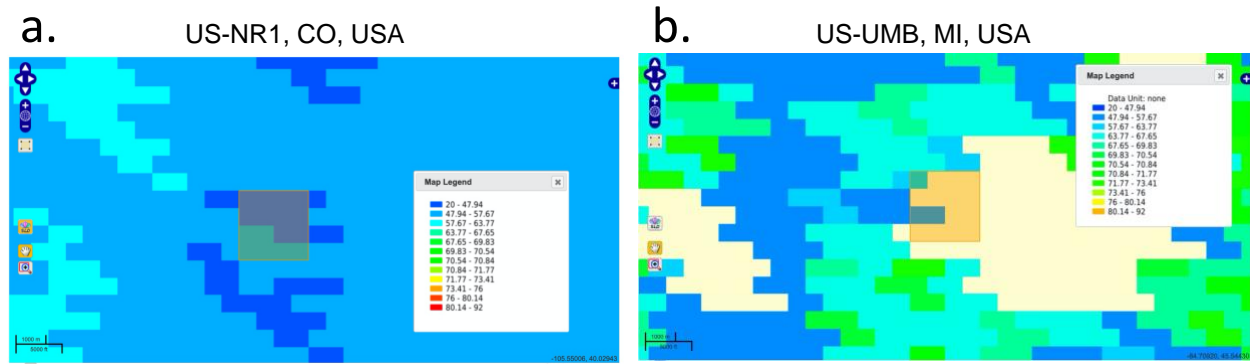 a.
US-NR1, CO, USA
Map Legend
20 - 47.94
47.94 - 57.67
57.67 - 63.77
63.77 - 67.65
67.65 - 69.83
69.83 - 70.54
70.54 - 70.84
70.84 - 71.77
71.77 - 73.41
73.41 - 76
76 - 80.14
80.14 - 92
1000 m
5000 ft
-105.55006, 40.02943
b.
US-UMB, MI, USA
Map Legend
Data Unit: none
20 - 47.94
47.94 - 57.67
57.67 - 63.77
63.77 - 67.65
67.65 - 69.83
69.83 - 70.54
70.54 - 70.84
70.84 - 71.77
71.77 - 73.41
73.41 - 76
76 - 80.14
80.14 - 92
1000 m
5000 ft